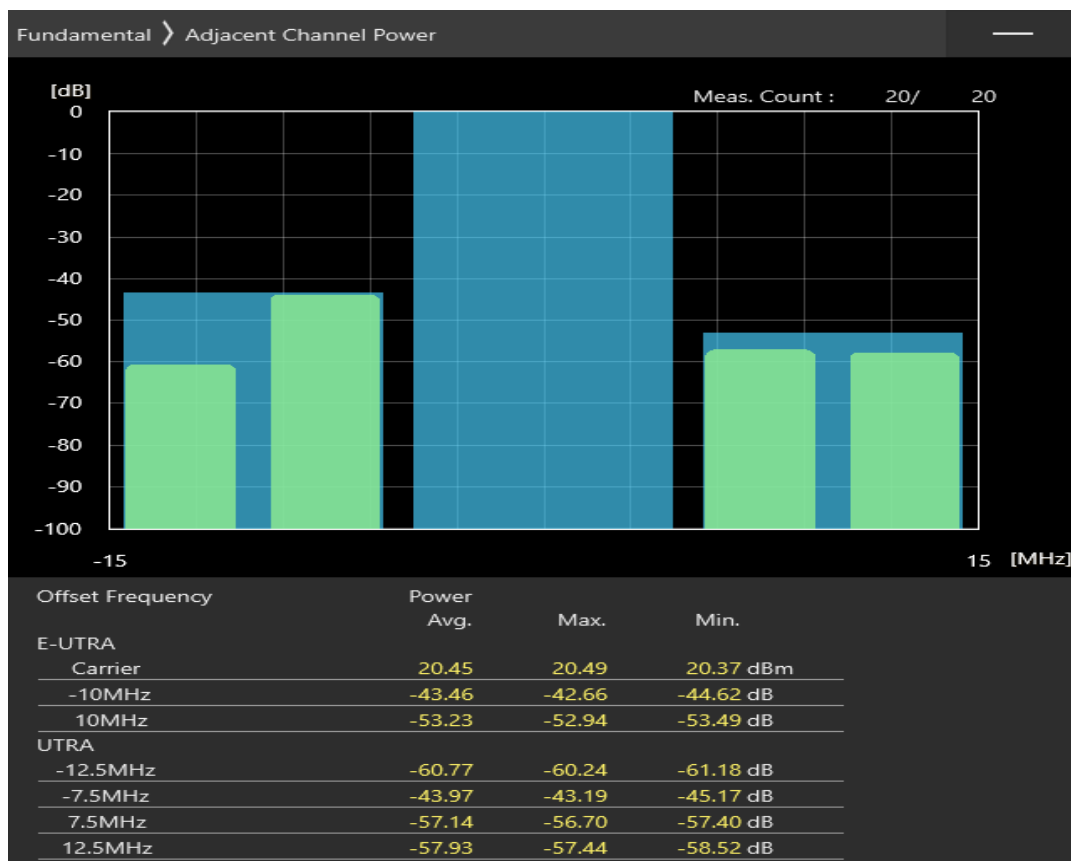 Fundamental ❯ Adjacent Channel Power
[dB]
Meas. Count : 20/ 20
0
-10
-20
-30
-40
-50
-60
-70
-80
-90
-100
-15 15 [MHz]
Offset Frequency Power
Avg. Max. Min.
E-UTRA
Carrier 20.45 20.49 20.37 dBm
-10MHz -43.46 -42.66 -44.62 dB
10MHz -53.23 -52.94 -53.49 dB
UTRA
-12.5MHz -60.77 -60.24 -61.18 dB
-7.5MHz -43.97 -43.19 -45.17 dB
7.5MHz -57.14 -56.70 -57.40 dB
12.5MHz -57.93 -57.44 -58.52 dB